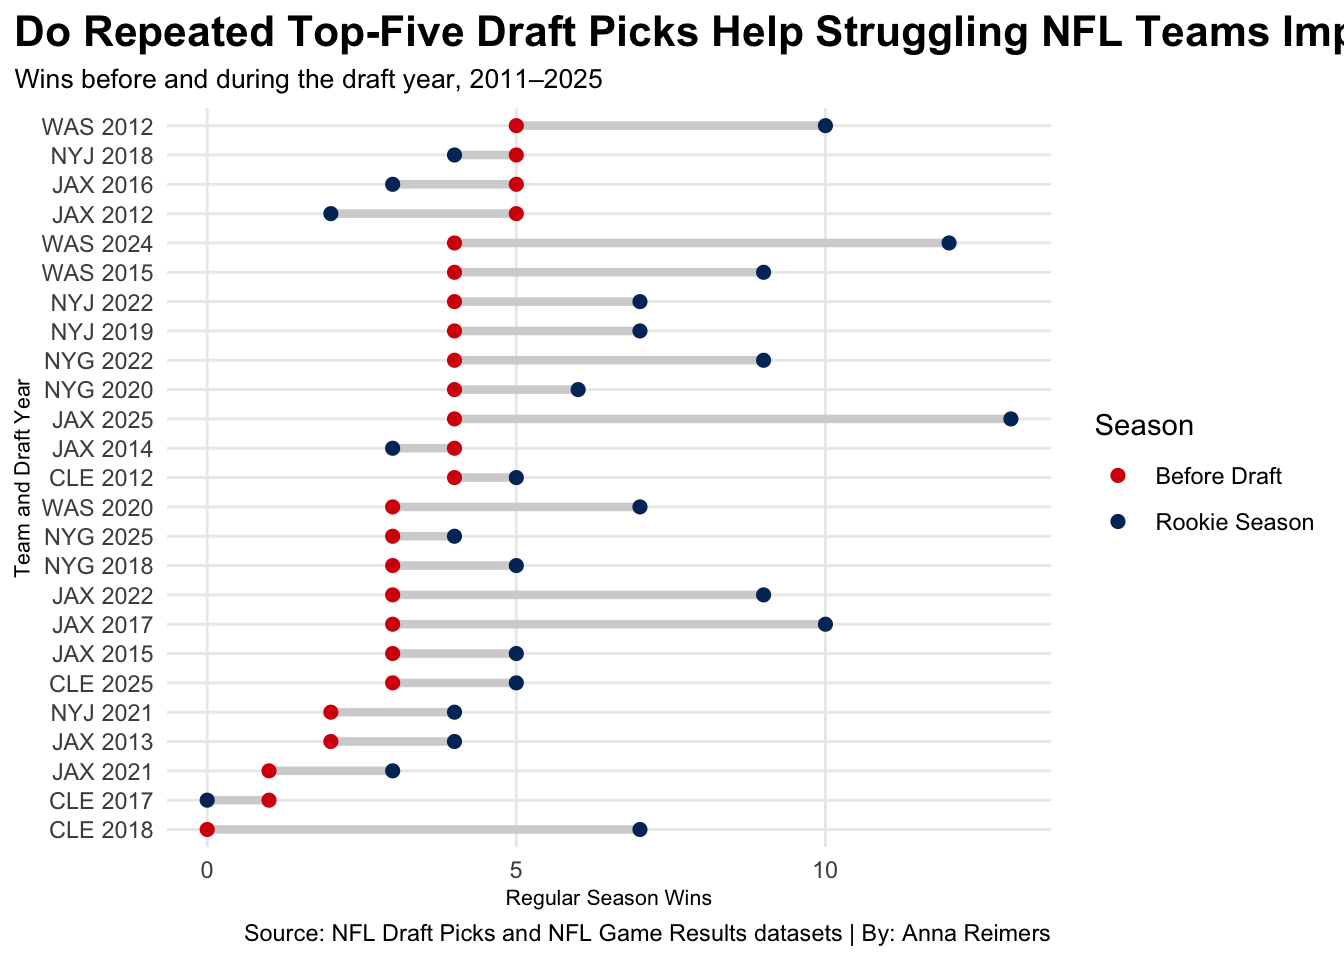 Do Repeated Top-Five Draft Picks Help Struggling NFL Teams Imp
Wins before and during the draft year, 2011–2025
WAS 2012
NYJ 2018
JAX 2016
JAX 2012
WAS 2024
WAS 2015
NYJ 2022
NYJ 2019
NYG 2022
NYG 2020
JAX 2025
JAX 2014
CLE 2012
WAS 2020
NYG 2025
NYG 2018
JAX 2022
JAX 2017
JAX 2015
CLE 2025
NYJ 2021
JAX 2013
JAX 2021
CLE 2017
CLE 2018
Team and Draft Year
0 5 10
Regular Season Wins
Season
Before Draft
Rookie Season
Source: NFL Draft Picks and NFL Game Results datasets | By: Anna Reimers